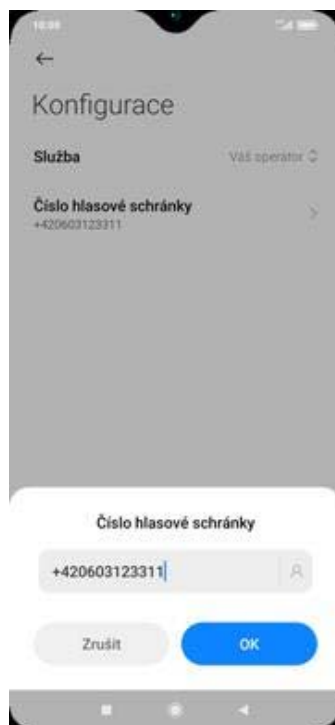 Konfigurace
Služba Váš operátor
Číslo hlasové schránky
+420603123311
Číslo hlasové schránky
+420603123311
Zrušit OK